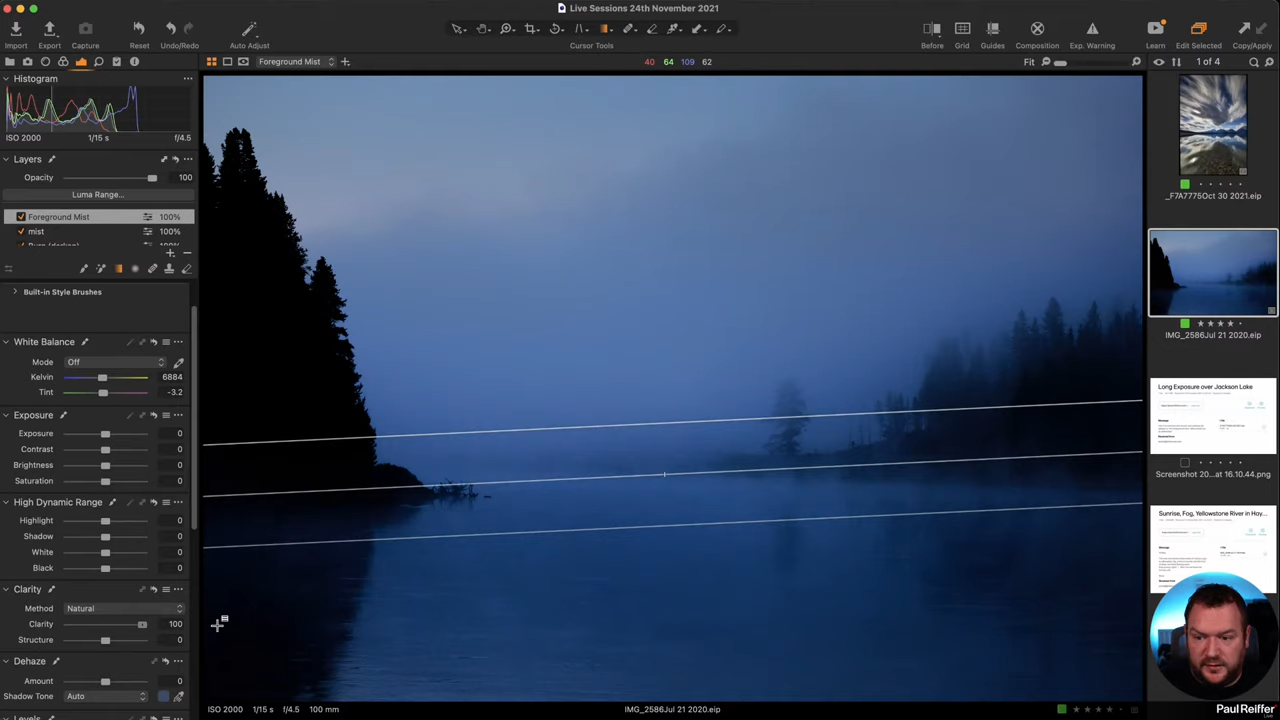 Live Sessions 24th November 2021
Import Export Capture Reset Undo/Redo Auto Adjust Cursor Tools Before Grid Guides Composition Exp. Warning Learn Edit Selected Copy/Apply
Foreground Mist
40 64 109 62
Fit
1 of 4
Histogram
ISO 2000 1/15 s f/4.5
Layers
Opacity 100
Luma Range...
Foreground Mist 100%
mist 100%
Built-in Style Brushes
White Balance
Mode Off
Kelvin 6884
Tint -3.2
Exposure
Exposure 0
Contrast 0
Brightness 0
Saturation 0
High Dynamic Range
Highlight 0
Shadow 0
White 0
Black 0
Clarity
Method Natural
Clarity 100
Structure 0
Dehaze
Amount 0
Shadow Tone Auto
Levels
ISO 2000 1/15 s f/4.5 100 mm
IMG_2586Jul 21 2020.eip
_F7A7775Oct 30 2021.eip
IMG_2586Jul 21 2020.eip
Long Exposure over Jackson Lake
Screenshot 20...at 16.10.44.png
Sunrise, Fog, Yellowstone River in Hay...
PaulReiffer
Live